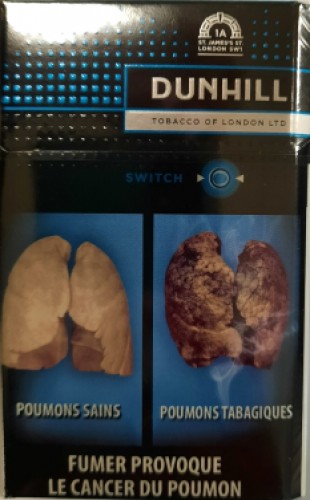 1A
ST. JAMES'S ST.
LONDON SW1
DUNHILL
TOBACCO OF LONDON LTD
SWITCH
POUMONS SAINS
POUMONS TABAGIQUES
FUMER PROVOQUE
LE CANCER DU POUMON